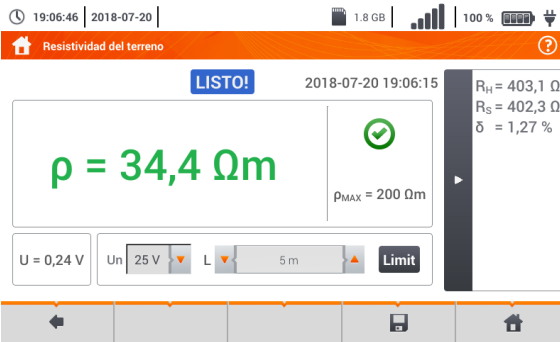 19:06:46 2018-07-20 1.8 GB 100 %
Resistividad del terreno ?
LISTO! 2018-07-20 19:06:15
ρ = 34,4 Ωm
ρMAX = 200 Ωm
RH = 403,1 Ω
RS = 402,3 Ω
δ = 1,27 %
U = 0,24 V Un 25 V L 5 m Limit